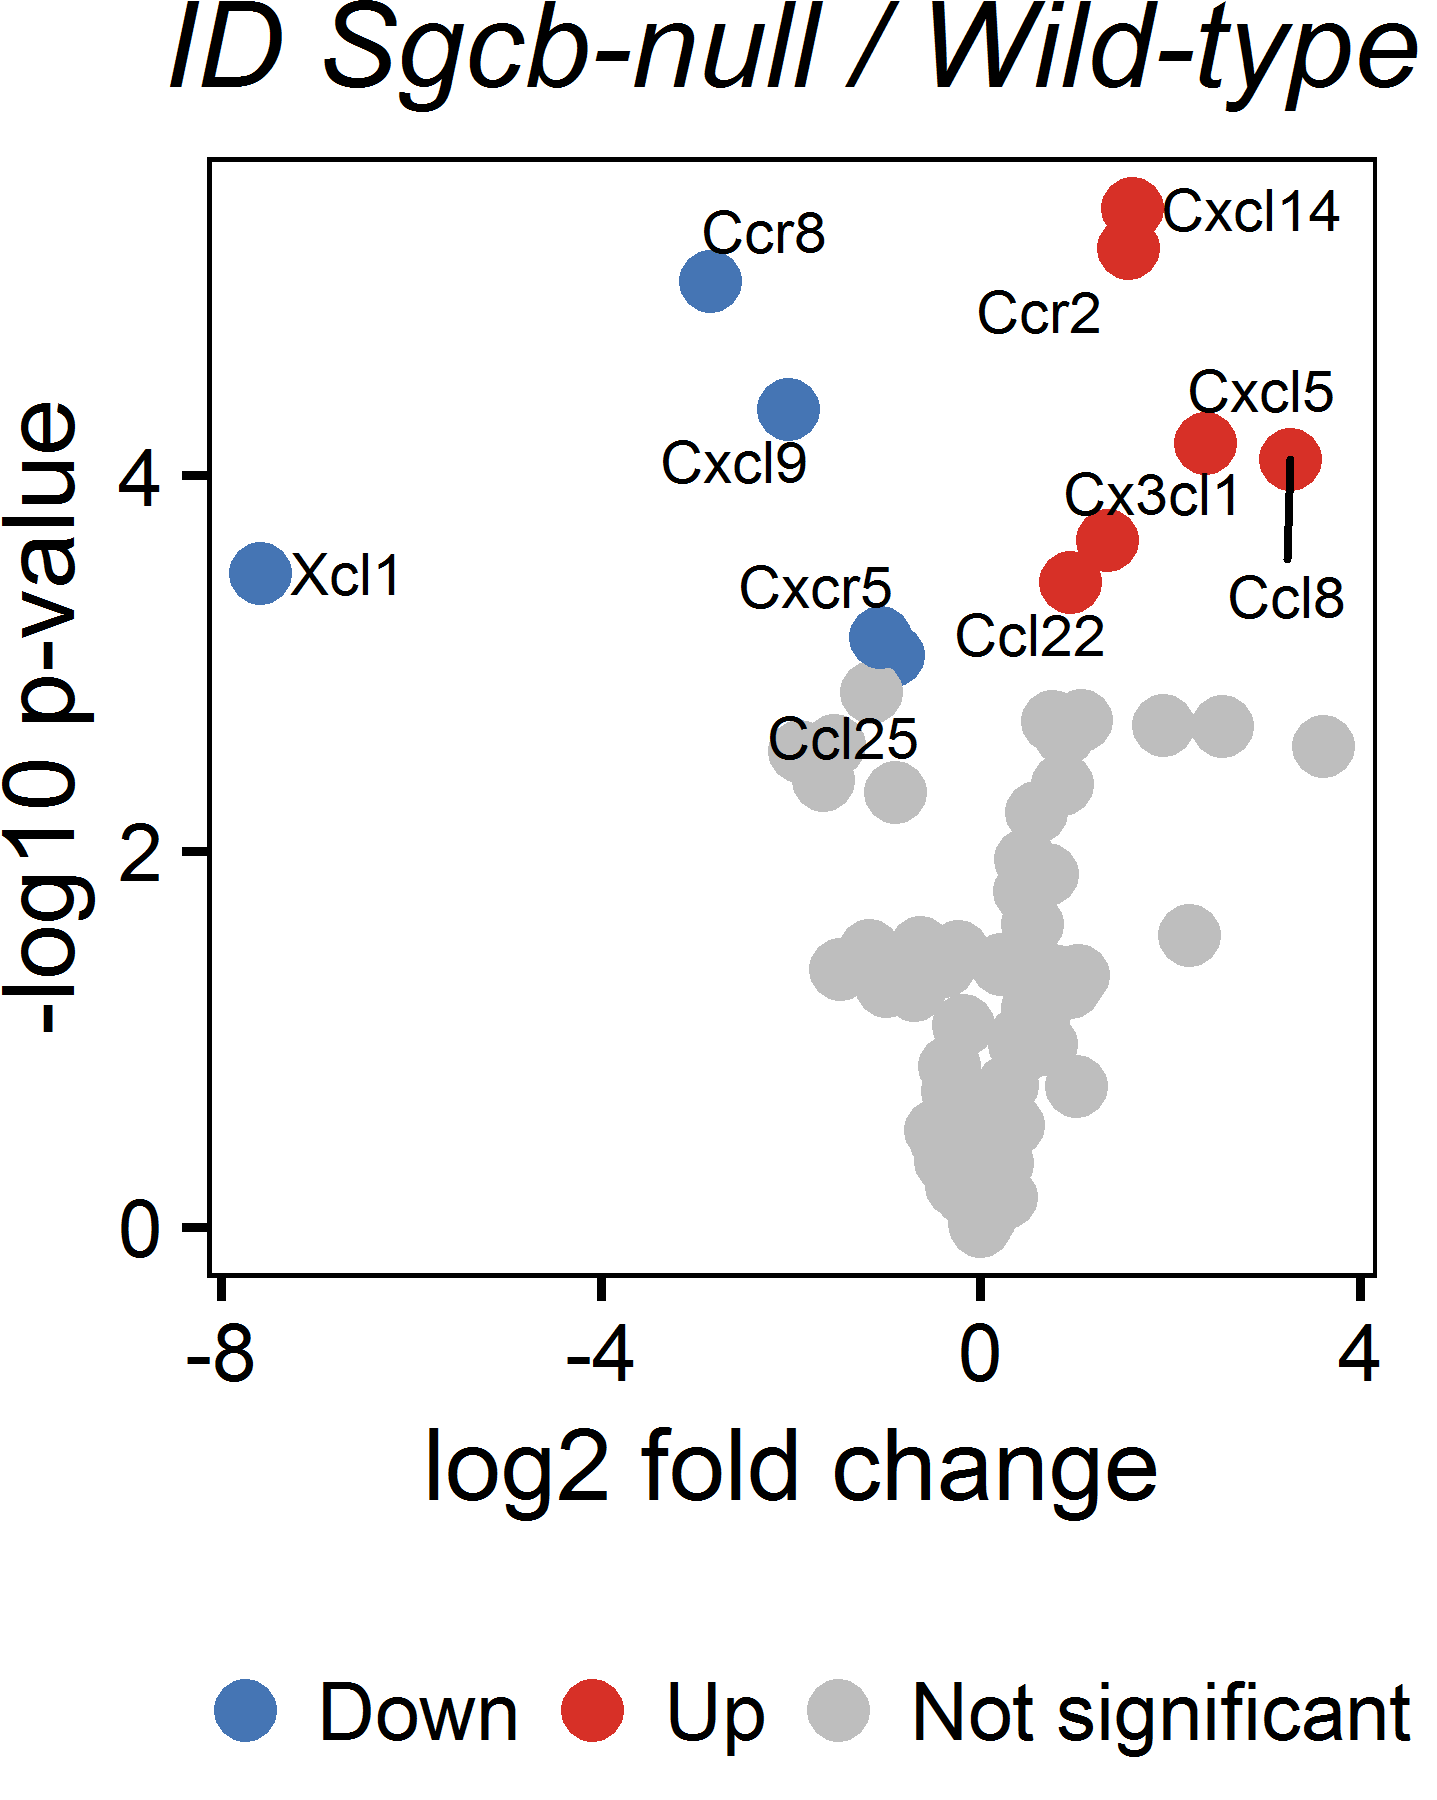 ID Sgcb-null / Wild-type
Ccr8
Cxcl14
Ccr2
Cxcl5
Cxcl9
Cx3cl1
Xcl1
Cxcr5
Ccl8
Ccl22
Ccl25
4
2
0
-log10 p-value
-8
-4
0
4
log2 fold change
Down
Up
Not significant